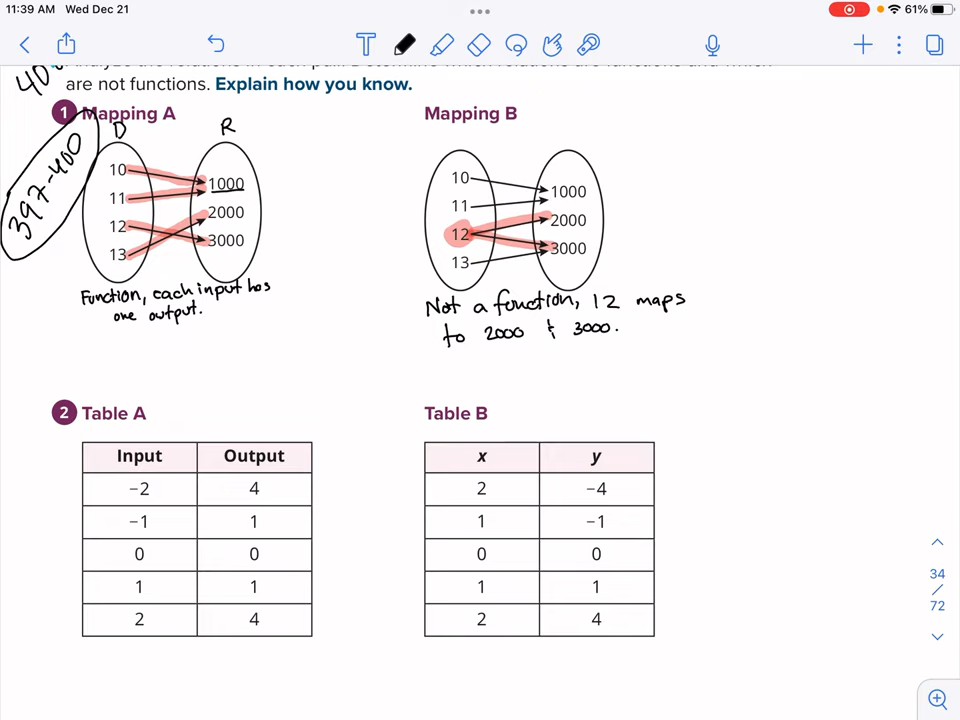 11:39 AM Wed Dec 21
61%
40
are not functions. Explain how you know.
397-400
1 Mapping A
D
R
10
11
12
13
1000
2000
3000
Function, each input has
one output.
Mapping B
10
11
12
13
1000
2000
3000
Not a function, 12 maps
to 2000 & 3000.
2 Table A
Input Output
−2 4
−1 1
0 0
1 1
2 4
Table B
x y
2 −4
1 −1
0 0
1 1
2 4
34
/
72